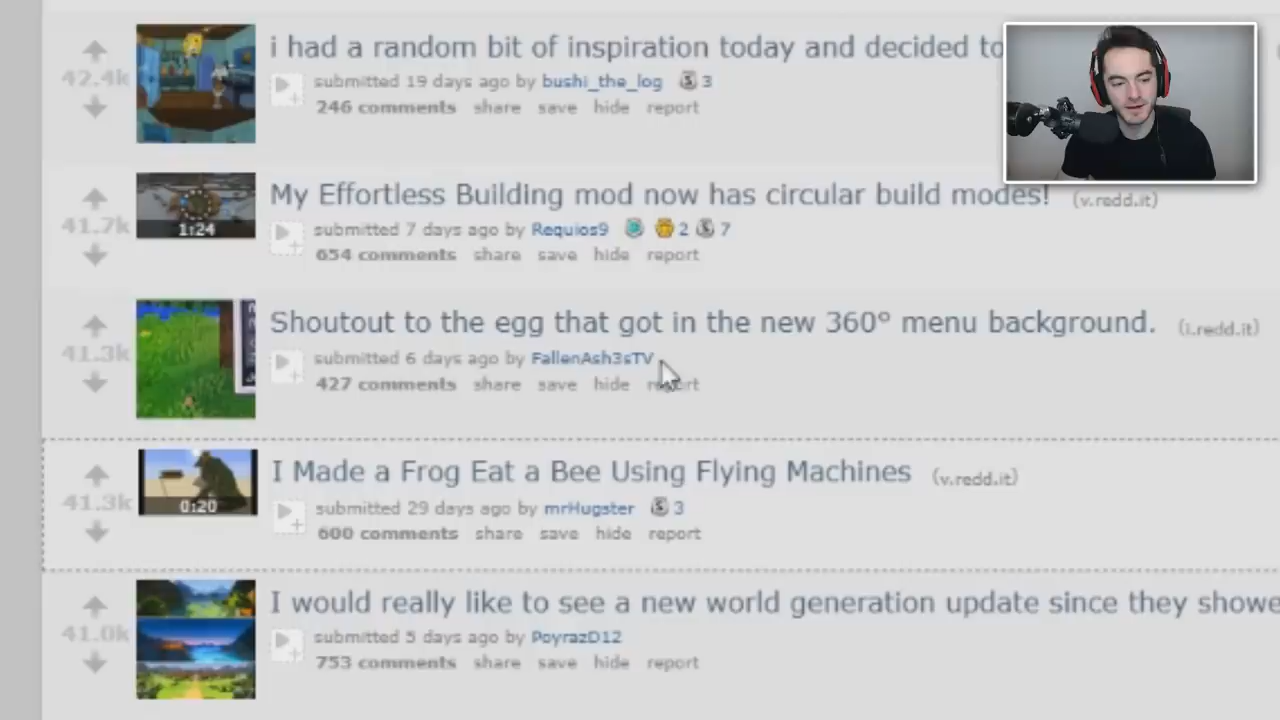 i had a random bit of inspiration today and decided to
42.4k
submitted 19 days ago by bushi_the_log 3
246 comments share save hide report
My Effortless Building mod now has circular build modes! (v.redd.it)
41.7k
1:24
submitted 7 days ago by Requios9 2 7
654 comments share save hide report
Shoutout to the egg that got in the new 360° menu background. (i.redd.it)
41.3k
submitted 6 days ago by FallenAsh3sTV
427 comments share save hide report
I Made a Frog Eat a Bee Using Flying Machines (v.redd.it)
41.3k
0:20
submitted 29 days ago by mrHugster 3
600 comments share save hide report
I would really like to see a new world generation update since they showe
41.0k
submitted 5 days ago by PoyrazD12
753 comments share save hide report